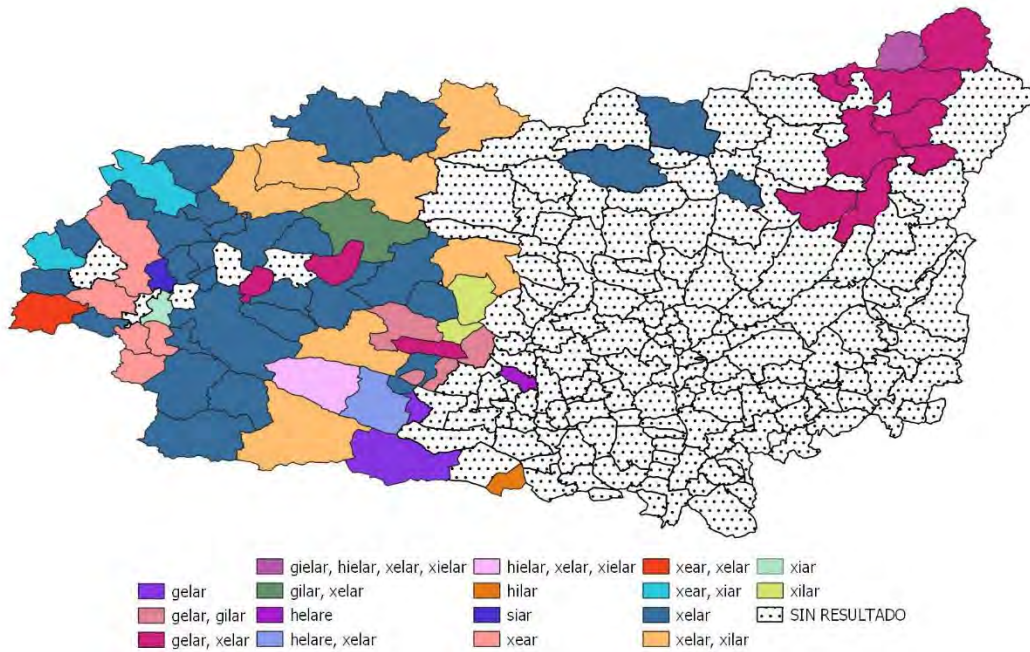 gelar
gelar, gilar
gelar, xelar
gielar, hielar, xelar, xielar
gilar, xelar
helare
helare, xelar
hielar, xelar, xielar
hilar
siar
xear
xear, xelar
xear, xiar
xelar
xelar, xilar
xiar
xilar
SIN RESULTADO